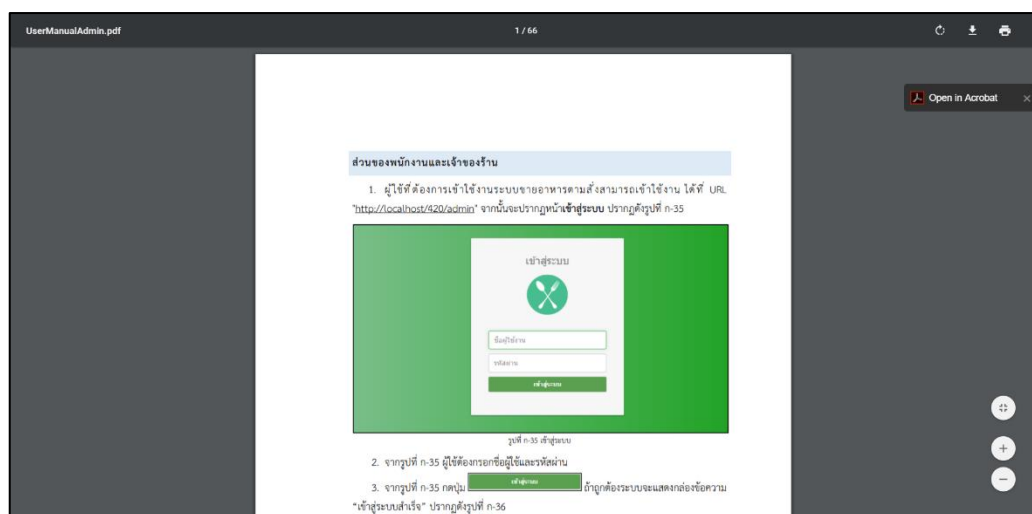 UserManualAdmin.pdf
1 / 66
Open in Acrobat
ส่วนของพนักงานและเจ้าของร้าน
1. ผู้ใช้ที่ต้องการเข้าใช้งานระบบขายอาหารตามสั่งสามารถเข้าใช้งาน ได้ที่ URL
"http://localhost/420/admin" จากนั้นจะปรากฏหน้าเข้าสู่ระบบ ปรากฏดังรูปที่ ก-35
เข้าสู่ระบบ
ชื่อผู้ใช้งาน
รหัสผ่าน
เข้าสู่ระบบ
รูปที่ ก-35 เข้าสู่ระบบ
2. จากรูปที่ ก-35 ผู้ใช้ต้องกรอกชื่อผู้ใช้และรหัสผ่าน
3. จากรูปที่ ก-35 กดปุ่ม เข้าสู่ระบบ ถ้าถูกต้องระบบจะแสดงกล่องข้อความ
“เข้าสู่ระบบสำเร็จ” ปรากฏดังรูปที่ ก-36